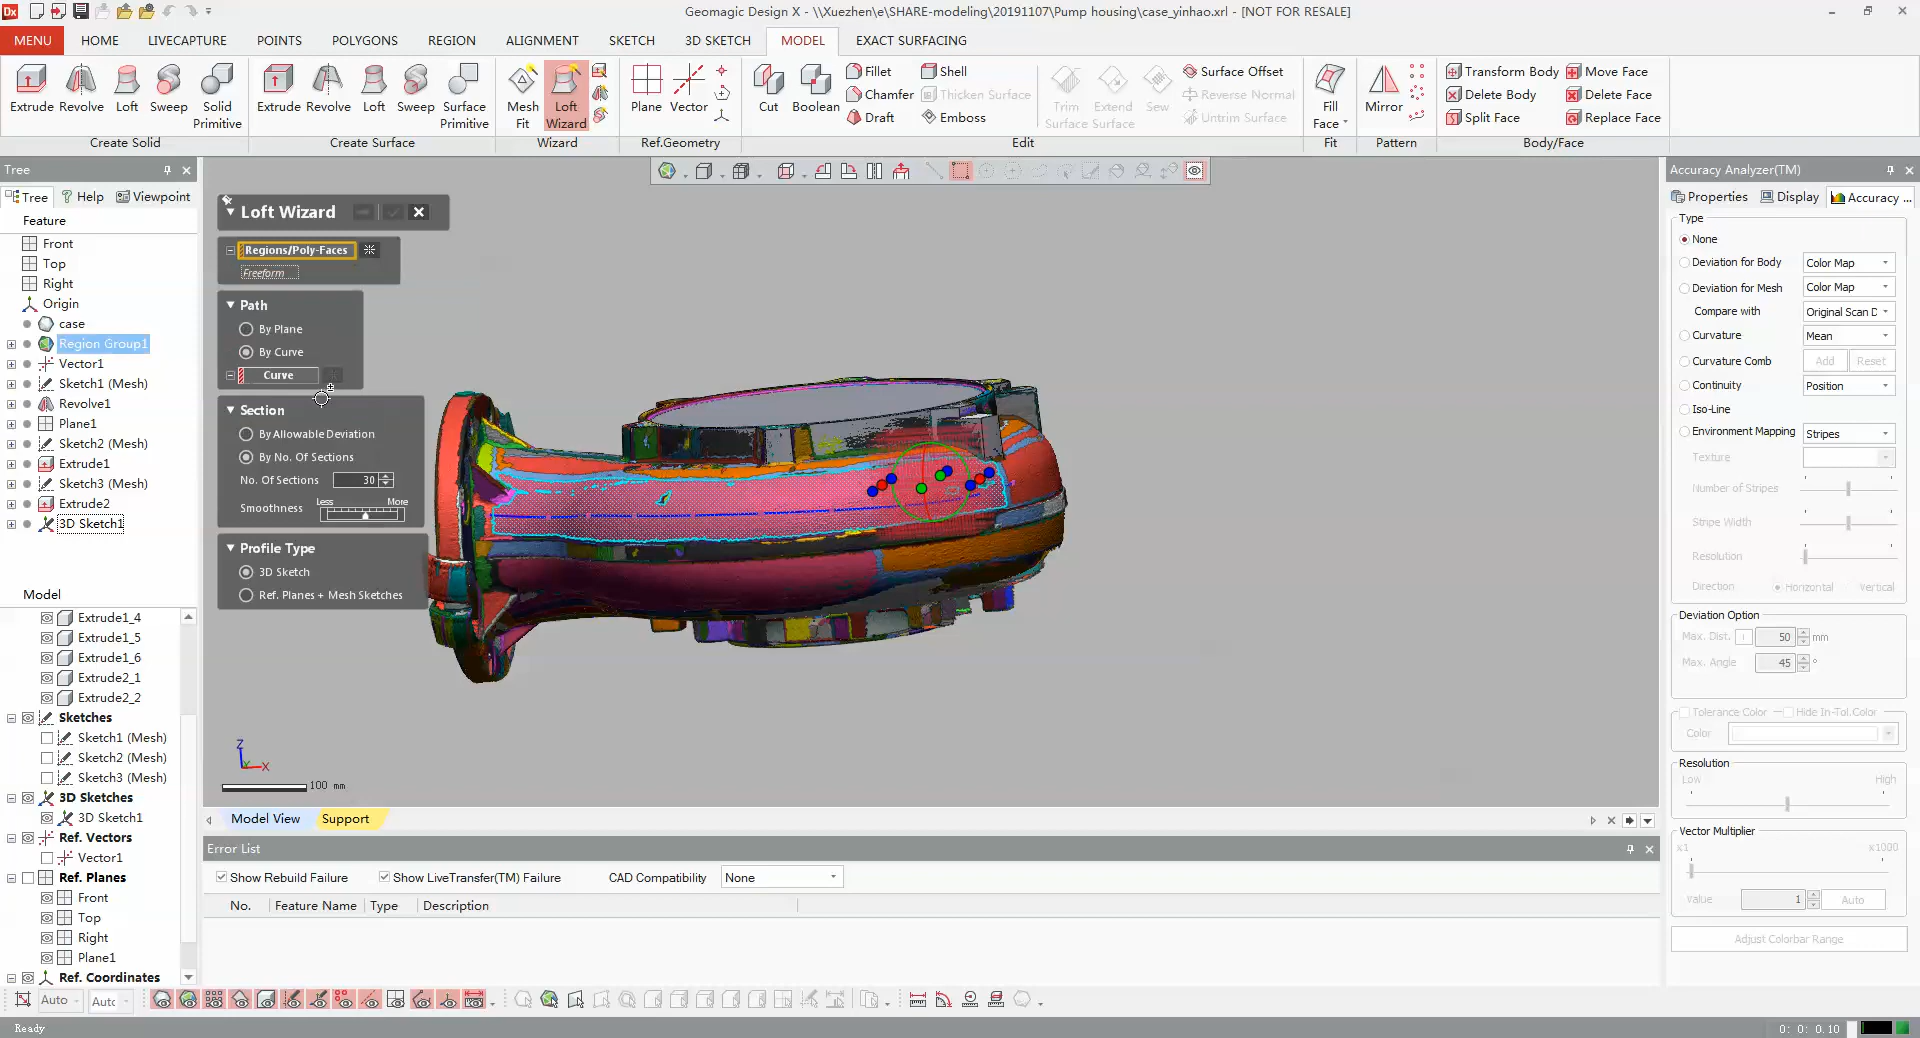 Dx
Geomagic Design X - \\Xuezhen\e\SHARE-modeling\20191107\Pump housing\case_yinhao.xrl - [NOT FOR RESALE]
MENU HOME LIVECAPTURE POINTS POLYGONS REGION ALIGNMENT SKETCH 3D SKETCH MODEL EXACT SURFACING
Extrude Revolve Loft Sweep Solid Primitive
Create Solid
Extrude Revolve Loft Sweep Surface Primitive
Create Surface
Mesh Fit Loft Wizard
Wizard
Plane Vector
Ref.Geometry
Cut Boolean
Fillet Shell
Chamfer Thicken Surface
Draft Emboss
Trim Surface Extend Surface Sew
Surface Offset
Reverse Normal
Untrim Surface
Edit
Fill Face
Fit
Mirror
Pattern
Transform Body Move Face
Delete Body Delete Face
Split Face Replace Face
Body/Face
Tree
Tree Help Viewpoint
Feature
Front
Top
Right
Origin
case
Region Group1
Vector1
Sketch1 (Mesh)
Revolve1
Plane1
Sketch2 (Mesh)
Extrude1
Sketch3 (Mesh)
Extrude2
3D Sketch1
Model
Extrude1_4
Extrude1_5
Extrude1_6
Extrude2_1
Extrude2_2
Sketches
Sketch1 (Mesh)
Sketch2 (Mesh)
Sketch3 (Mesh)
3D Sketches
3D Sketch1
Ref. Vectors
Vector1
Ref. Planes
Front
Top
Right
Plane1
Ref. Coordinates
Loft Wizard
Regions/Poly-Faces
Freeform
Path
By Plane
By Curve
Curve
Section
By Allowable Deviation
By No. Of Sections
No. Of Sections 30
Less More
Smoothness
Profile Type
3D Sketch
Ref. Planes + Mesh Sketches
Z
X
100 mm
Model View Support
Error List
Show Rebuild Failure Show LiveTransfer(TM) Failure CAD Compatibility None
No. Feature Name Type Description
Accuracy Analyzer(TM)
Properties Display Accuracy ...
Type
None
Deviation for Body Color Map
Deviation for Mesh Color Map
Compare with Original Scan D
Curvature Mean
Curvature Comb Add Reset
Continuity Position
Iso-Line
Environment Mapping Stripes
Texture
Number of Stripes
Stripe Width
Resolution
Direction Horizontal Vertical
Deviation Option
Max. Dist. 50 mm
Max. Angle 45 °
Tolerance Color Hide In-Tol.Color
Color
Resolution
Low High
Vector Multiplier
x1 x1000
Value 1 Auto
Adjust Colorbar Range
Auto Auto
Ready
0: 0: 0.10